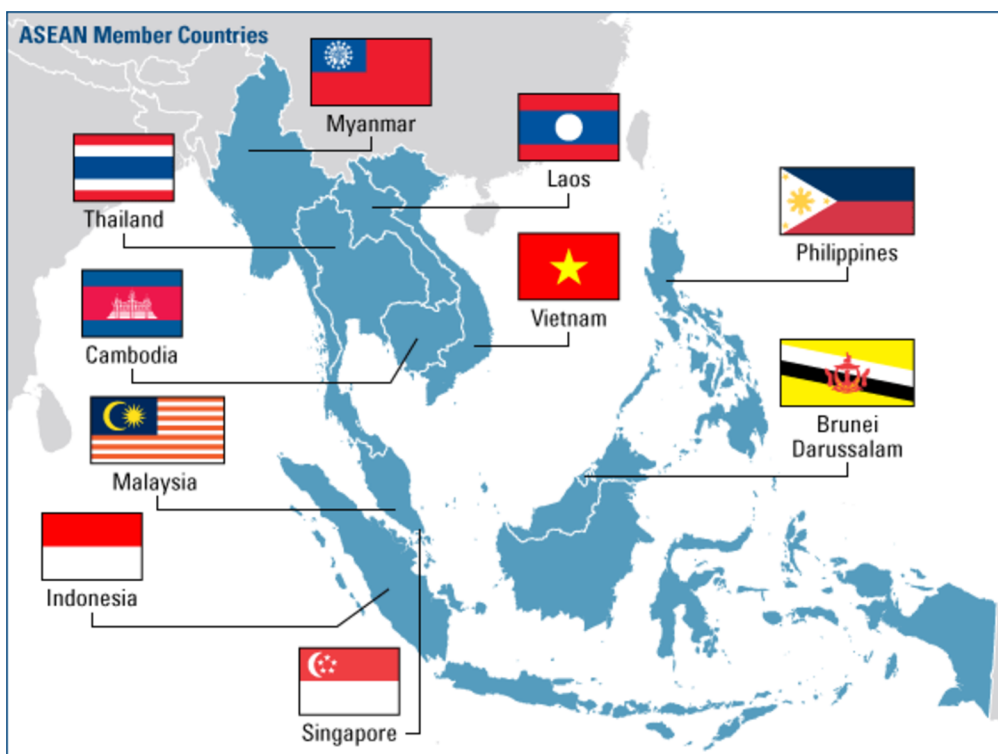 ASEAN Member Countries
Myanmar
Laos
Thailand
Philippines
Vietnam
Cambodia
Brunei
Darussalam
Malaysia
Indonesia
Singapore